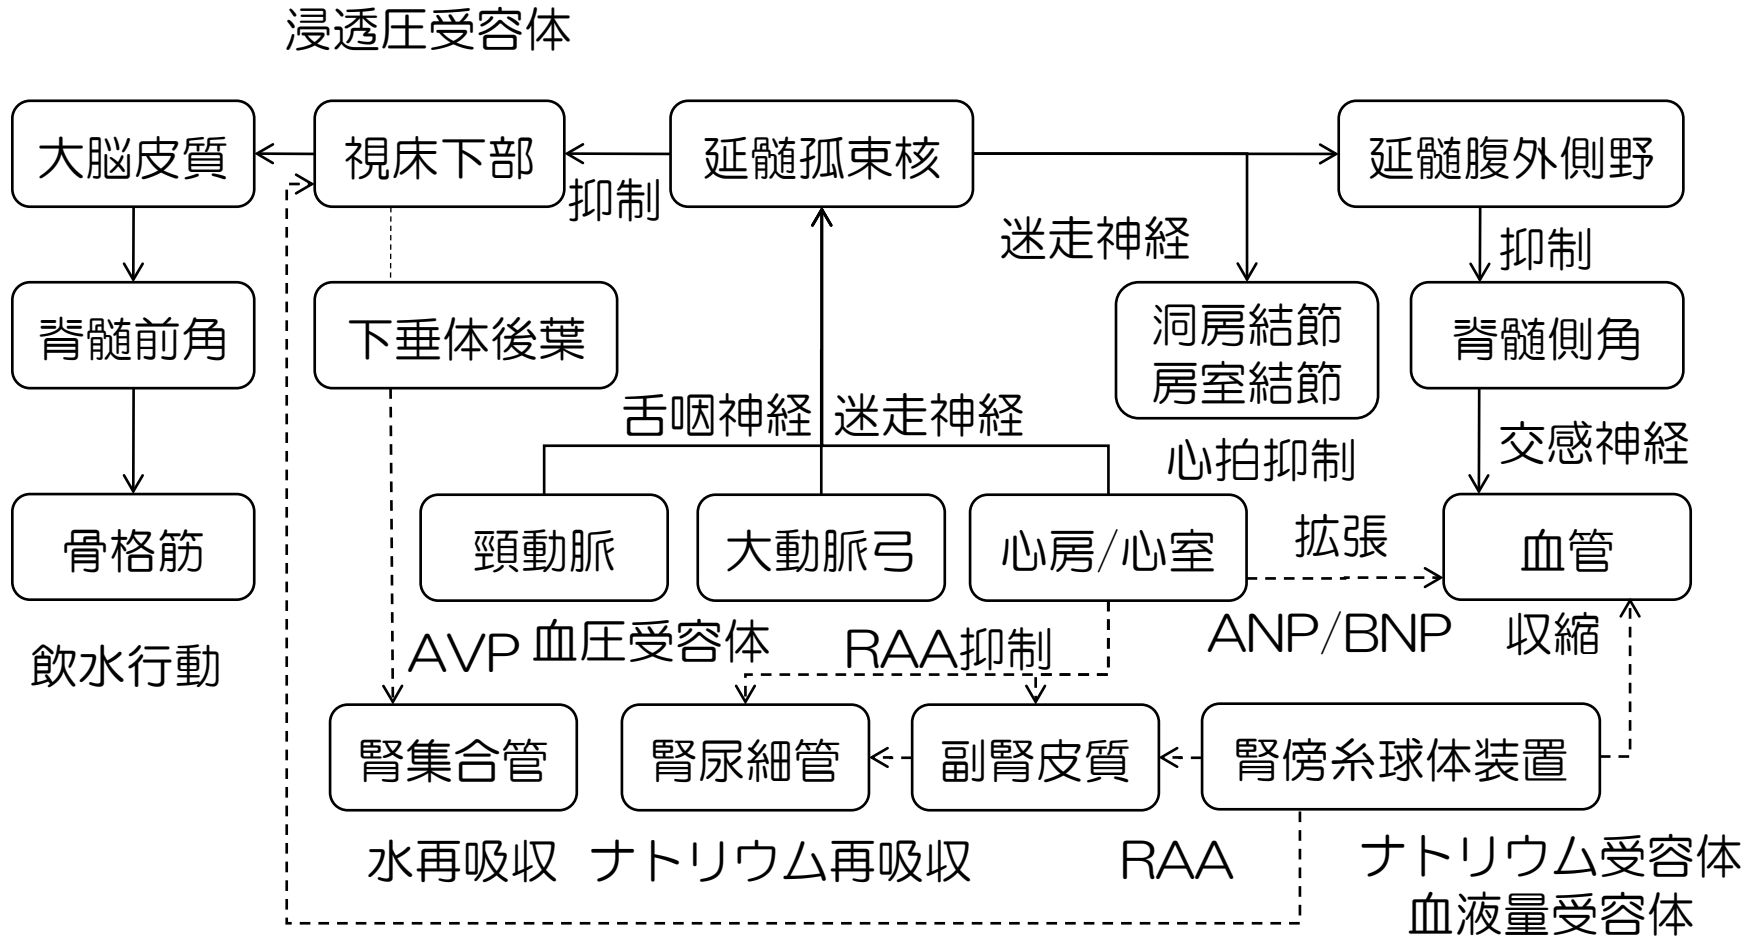 浸透圧受容体
大脳皮質
視床下部
延髄孤束核
延髄腹外側野
抑制
迷走神経
抑制
脊髄前角
下垂体後葉
洞房結節
房室結節
脊髄側角
舌咽神経
迷走神経
心拍抑制
交感神経
骨格筋
頸動脈
大動脈弓
心房/心室
拡張
血管
飲水行動
AVP
血圧受容体
RAA抑制
ANP/BNP
収縮
腎集合管
腎尿細管
副腎皮質
腎傍糸球体装置
水再吸収
ナトリウム再吸収
RAA
ナトリウム受容体
血液量受容体